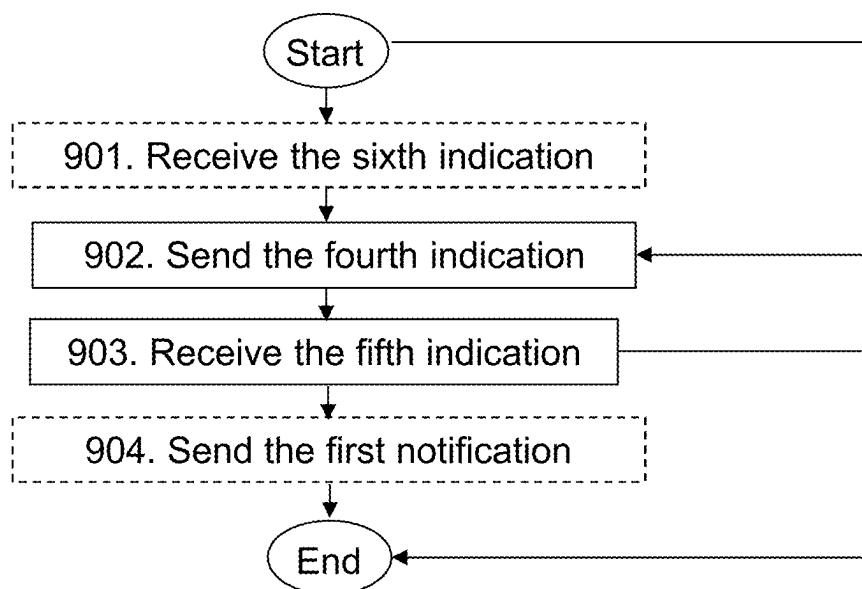 Start
901. Receive the sixth indication
902. Send the fourth indication
903. Receive the fifth indication
904. Send the first notification
End